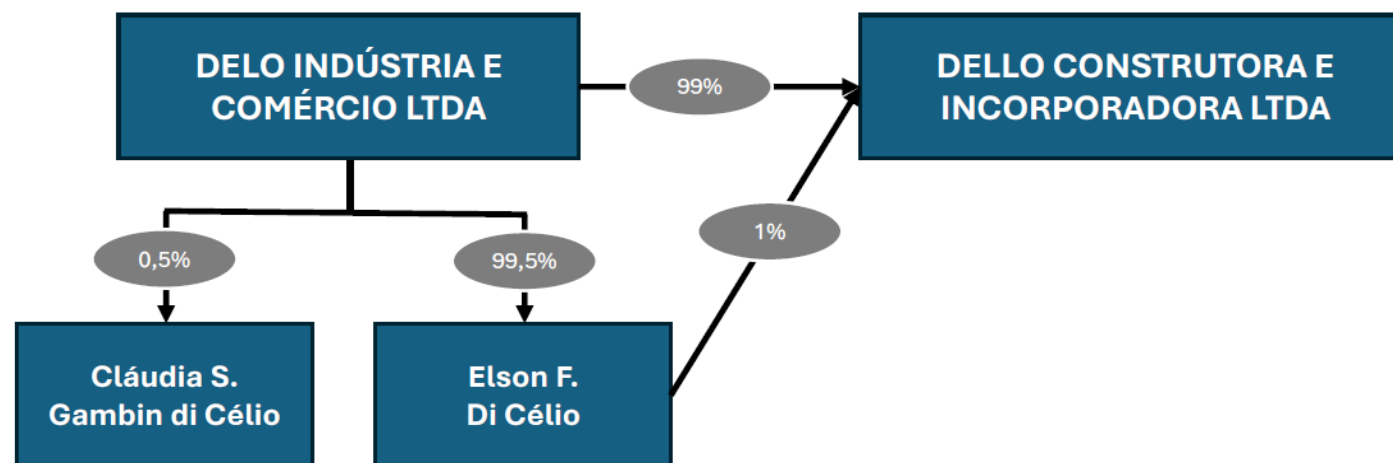 DELO INDÚSTRIA E
COMÉRCIO LTDA
99%
DELLO CONSTRUTORA E
INCORPORADORA LTDA
0,5%
99,5%
1%
Cláudia S.
Gambin di Célio
Elson F.
Di Célio